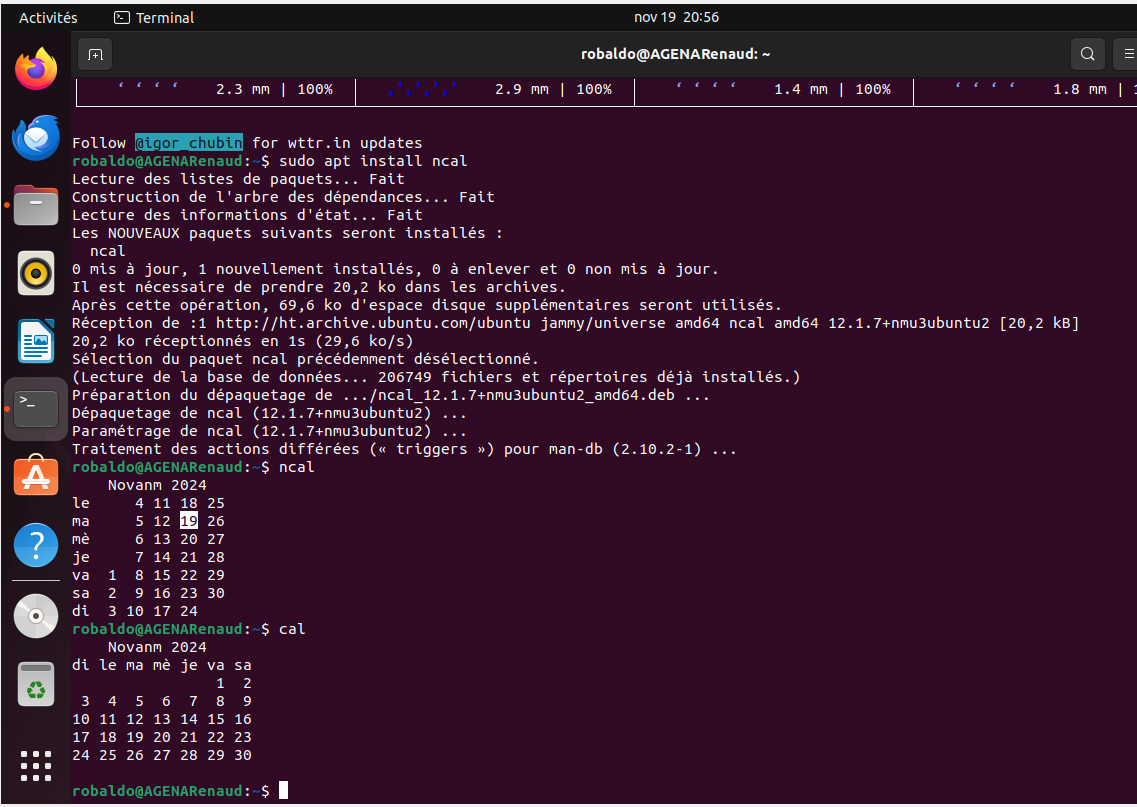 Activités Terminal nov 19 20:56
robaldo@AGENARenaud: ~
‘ ‘ ‘ ‘ 2.3 mm | 100% │ ‚‘‚‘‚‘‚‘ 2.9 mm | 100% │ ‘ ‘ ‘ ‘ 1.4 mm | 100% │ ‘ ‘ ‘ ‘ 1.8 mm | 1
Follow @igor_chubin for wttr.in updates
robaldo@AGENARenaud:~$ sudo apt install ncal
Lecture des listes de paquets... Fait
Construction de l'arbre des dépendances... Fait
Lecture des informations d'état... Fait
Les NOUVEAUX paquets suivants seront installés :
  ncal
0 mis à jour, 1 nouvellement installés, 0 à enlever et 0 non mis à jour.
Il est nécessaire de prendre 20,2 ko dans les archives.
Après cette opération, 69,6 ko d'espace disque supplémentaires seront utilisés.
Réception de :1 http://ht.archive.ubuntu.com/ubuntu jammy/universe amd64 ncal amd64 12.1.7+nmu3ubuntu2 [20,2 kB]
20,2 ko réceptionnés en 1s (29,6 ko/s)
Sélection du paquet ncal précédemment désélectionné.
(Lecture de la base de données... 206749 fichiers et répertoires déjà installés.)
Préparation du dépaquetage de .../ncal_12.1.7+nmu3ubuntu2_amd64.deb ...
Dépaquetage de ncal (12.1.7+nmu3ubuntu2) ...
Paramétrage de ncal (12.1.7+nmu3ubuntu2) ...
Traitement des actions différées (« triggers ») pour man-db (2.10.2-1) ...
robaldo@AGENARenaud:~$ ncal
    Novanm 2024
le     4 11 18 25
ma     5 12 19 26
mè     6 13 20 27
je     7 14 21 28
va  1  8 15 22 29
sa  2  9 16 23 30
di  3 10 17 24
robaldo@AGENARenaud:~$ cal
    Novanm 2024
di le ma mè je va sa
                1  2
 3  4  5  6  7  8  9
10 11 12 13 14 15 16
17 18 19 20 21 22 23
24 25 26 27 28 29 30
robaldo@AGENARenaud:~$